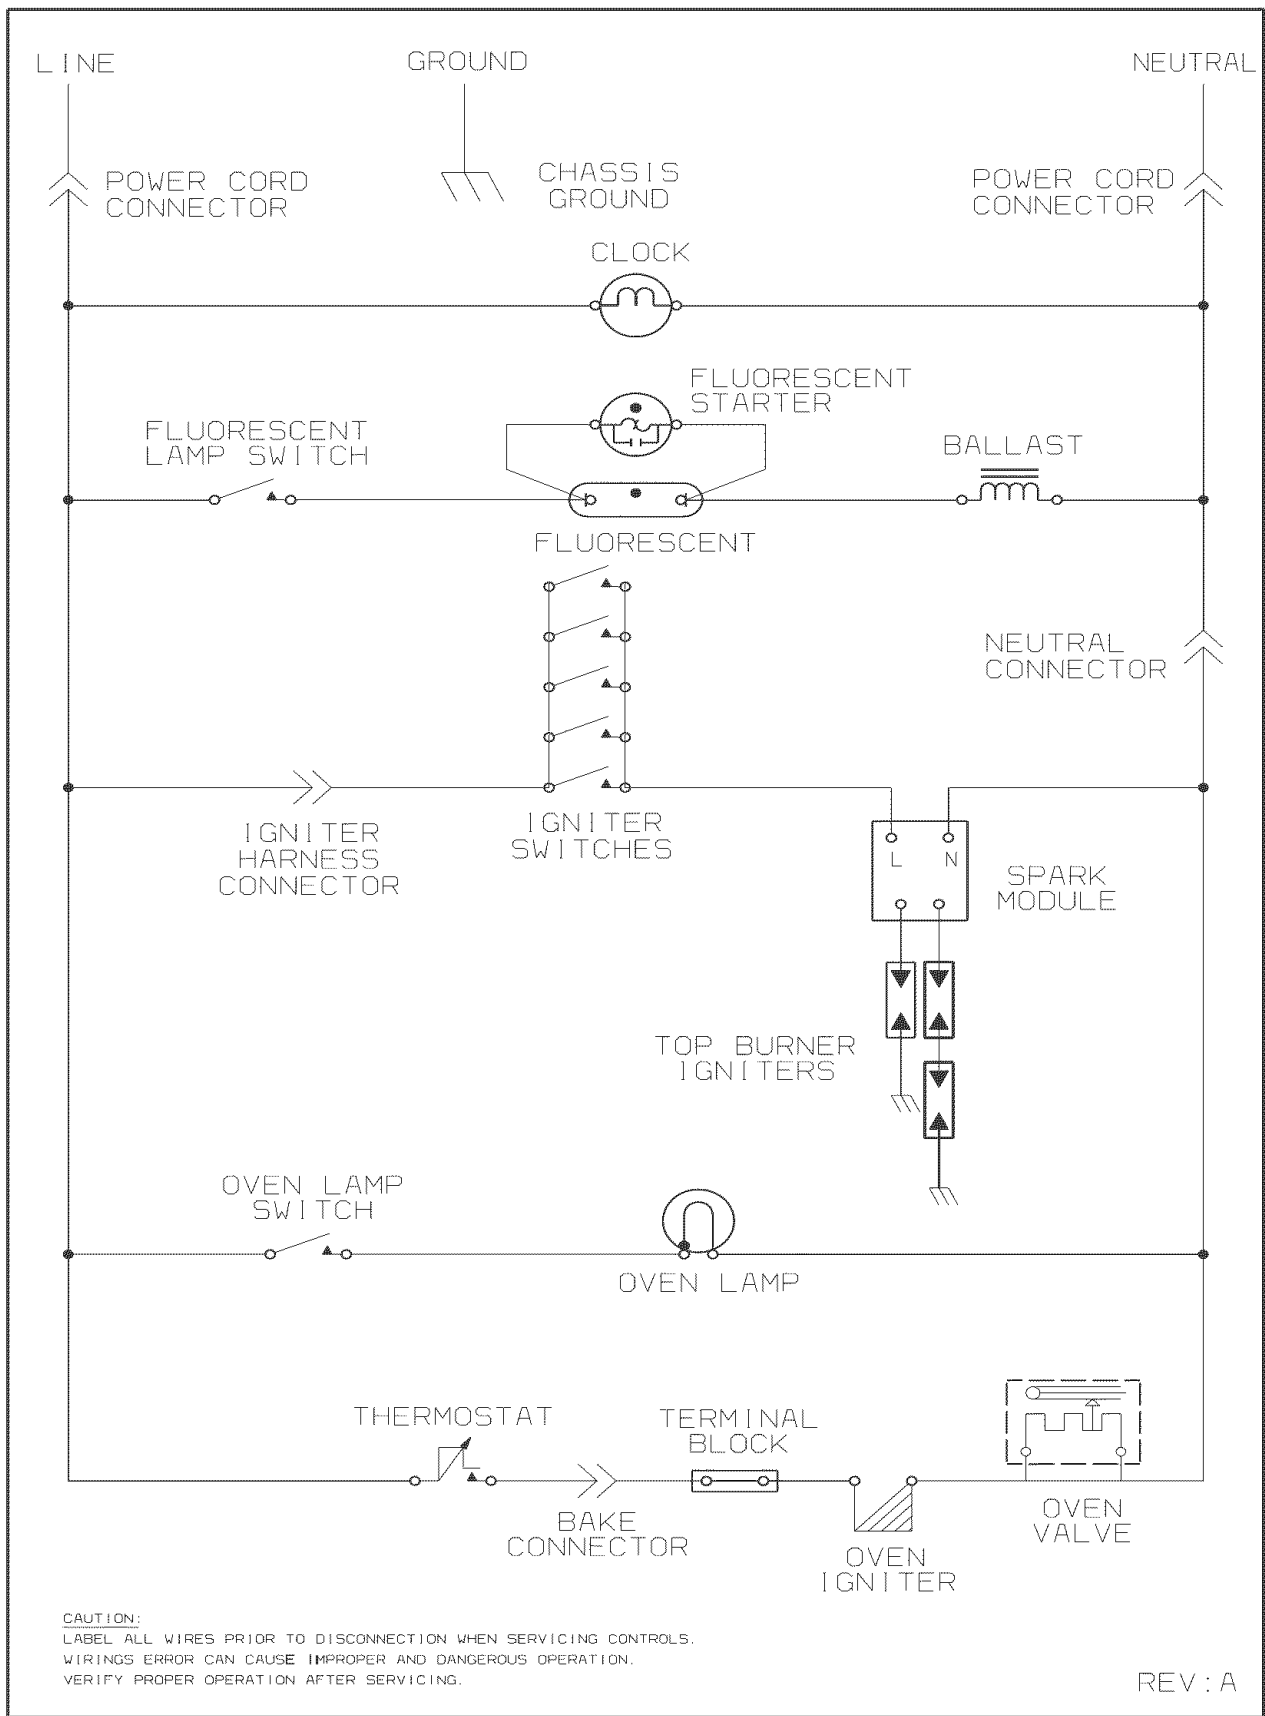 LINE
GROUND
NEUTRAL
POWER CORD
CONNECTOR
CHASSIS
GROUND
POWER CORD
CONNECTOR
CLOCK
FLUORESCENT
STARTER
FLUORESCENT
LAMP SWITCH
BALLAST
FLUORESCENT
NEUTRAL
CONNECTOR
IGNITER
HARNESS
CONNECTOR
IGNITER
SWITCHES
L N
SPARK
MODULE
TOP BURNER
IGNITERS
OVEN LAMP
SWITCH
OVEN LAMP
THERMOSTAT
TERMINAL
BLOCK
BAKE
CONNECTOR
OVEN
IGNITER
OVEN
VALVE
CAUTION:
LABEL ALL WIRES PRIOR TO DISCONNECTION WHEN SERVICING CONTROLS.
WIRINGS ERROR CAN CAUSE IMPROPER AND DANGEROUS OPERATION.
VERIFY PROPER OPERATION AFTER SERVICING.
REV:A